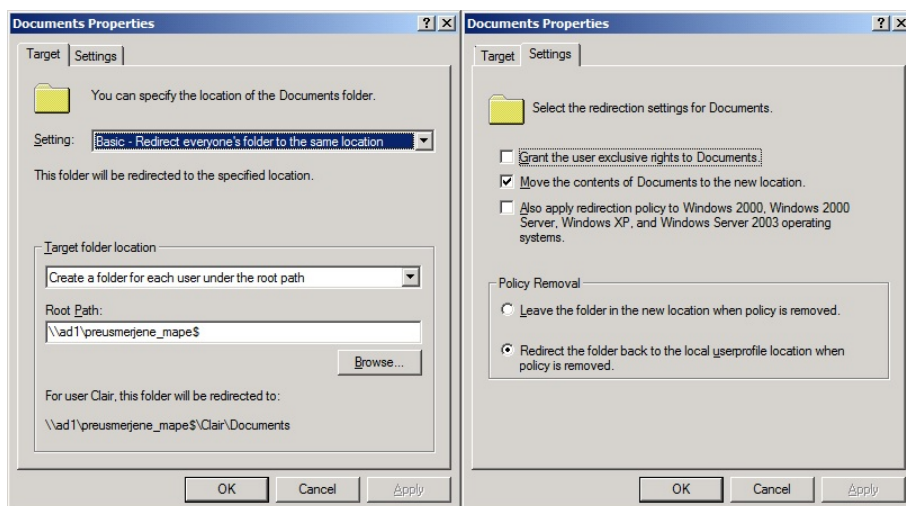 Documents Properties
Target Settings
You can specify the location of the Documents folder.
Setting: Basic - Redirect everyone's folder to the same location
This folder will be redirected to the specified location.
Target folder location
Create a folder for each user under the root path
Root Path:
\\ad1\preusmerjene_mape$
Browse...
For user Clair, this folder will be redirected to:
\\ad1\preusmerjene_mape$\Clair\Documents
OK Cancel Apply
Documents Properties
Target Settings
Select the redirection settings for Documents.
Grant the user exclusive rights to Documents.
Move the contents of Documents to the new location.
Also apply redirection policy to Windows 2000, Windows 2000
Server, Windows XP, and Windows Server 2003 operating
systems.
Policy Removal
Leave the folder in the new location when policy is removed.
Redirect the folder back to the local userprofile location when
policy is removed.
OK Cancel Apply